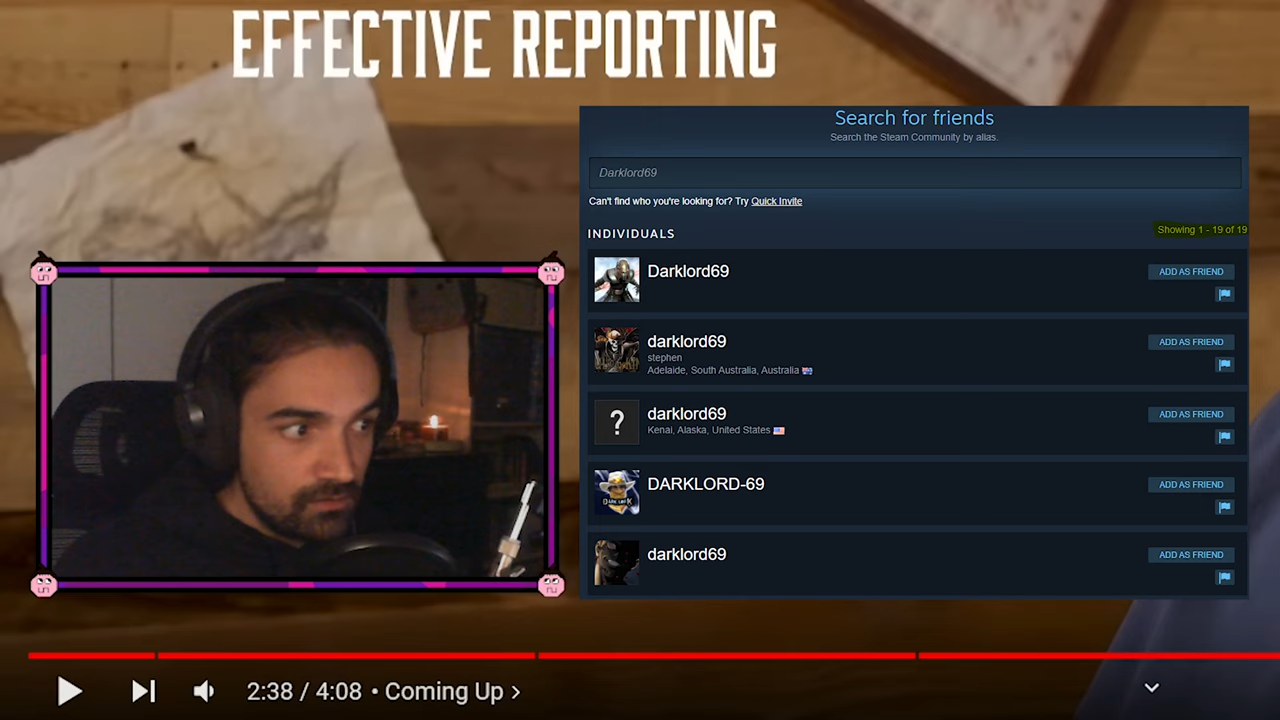 EFFECTIVE REPORTING
Search for friends
Search the Steam Community by alias.
Darklord69
Can't find who you're looking for? Try Quick Invite
INDIVIDUALS
Showing 1 - 19 of 19
Darklord69
ADD AS FRIEND
darklord69
stephen
Adelaide, South Australia, Australia
ADD AS FRIEND
darklord69
Kenai, Alaska, United States
ADD AS FRIEND
DARKLORD-69
ADD AS FRIEND
darklord69
ADD AS FRIEND
2:38 / 4:08 • Coming Up ›